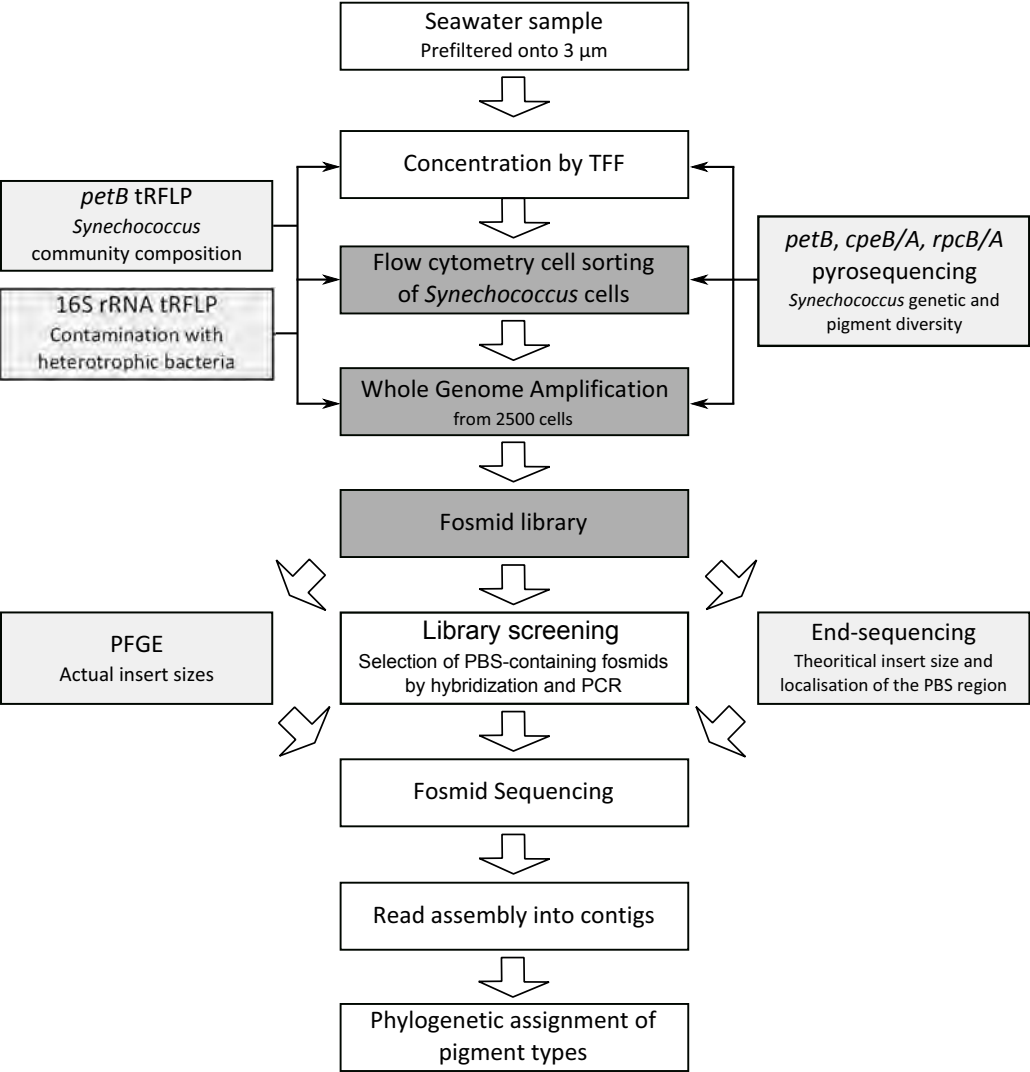 Seawater sample
Prefiltered onto 3 µm
Concentration by TFF
petB tRFLP
Synechococcus
community composition
16S rRNA tRFLP
Contamination with
heterotrophic bacteria
Flow cytometry cell sorting
of Synechococcus cells
petB, cpeB/A, rpcB/A
pyrosequencing
Synechococcus genetic and
pigment diversity
Whole Genome Amplification
from 2500 cells
Fosmid library
PFGE
Actual insert sizes
Library screening
Selection of PBS-containing fosmids
by hybridization and PCR
End-sequencing
Theoritical insert size and
localisation of the PBS region
Fosmid Sequencing
Read assembly into contigs
Phylogenetic assignment of
pigment types